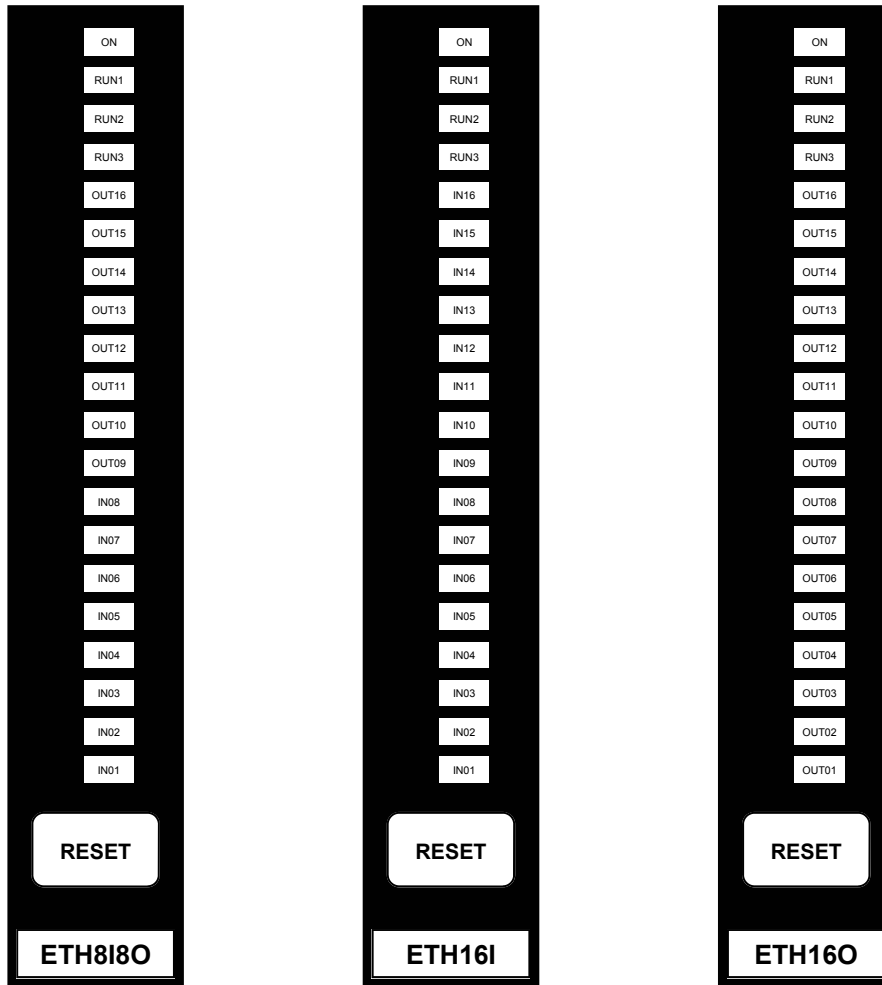 ON
RUN1
RUN2
RUN3
OUT16
OUT15
OUT14
OUT13
OUT12
OUT11
OUT10
OUT09
IN08
IN07
IN06
IN05
IN04
IN03
IN02
IN01
RESET
ETH8I8O
ON
RUN1
RUN2
RUN3
IN16
IN15
IN14
IN13
IN12
IN11
IN10
IN09
IN08
IN07
IN06
IN05
IN04
IN03
IN02
IN01
RESET
ETH16I
ON
RUN1
RUN2
RUN3
OUT16
OUT15
OUT14
OUT13
OUT12
OUT11
OUT10
OUT09
OUT08
OUT07
OUT06
OUT05
OUT04
OUT03
OUT02
OUT01
RESET
ETH16O